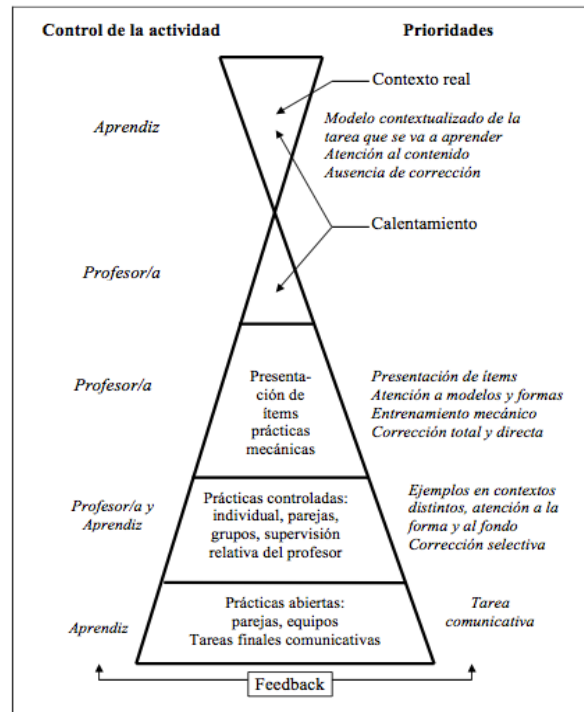 Control de la actividad
Prioridades
Contexto real
Aprendiz
Modelo contextualizado de la
tarea que se va a aprender
Atención al contenido
Ausencia de corrección
Calentamiento
Profesor/a
Profesor/a
Presenta-
ción de
ítems
prácticas
mecánicas
Presentación de ítems
Atención a modelos y formas
Entrenamiento mecánico
Corrección total y directa
Profesor/a y
Aprendiz
Prácticas controladas:
individual, parejas,
grupos, supervisión
relativa del profesor
Ejemplos en contextos
distintos, atención a la
forma y al fondo
Corrección selectiva
Aprendiz
Prácticas abiertas:
parejas, equipos
Tareas finales comunicativas
Tarea
comunicativa
Feedback